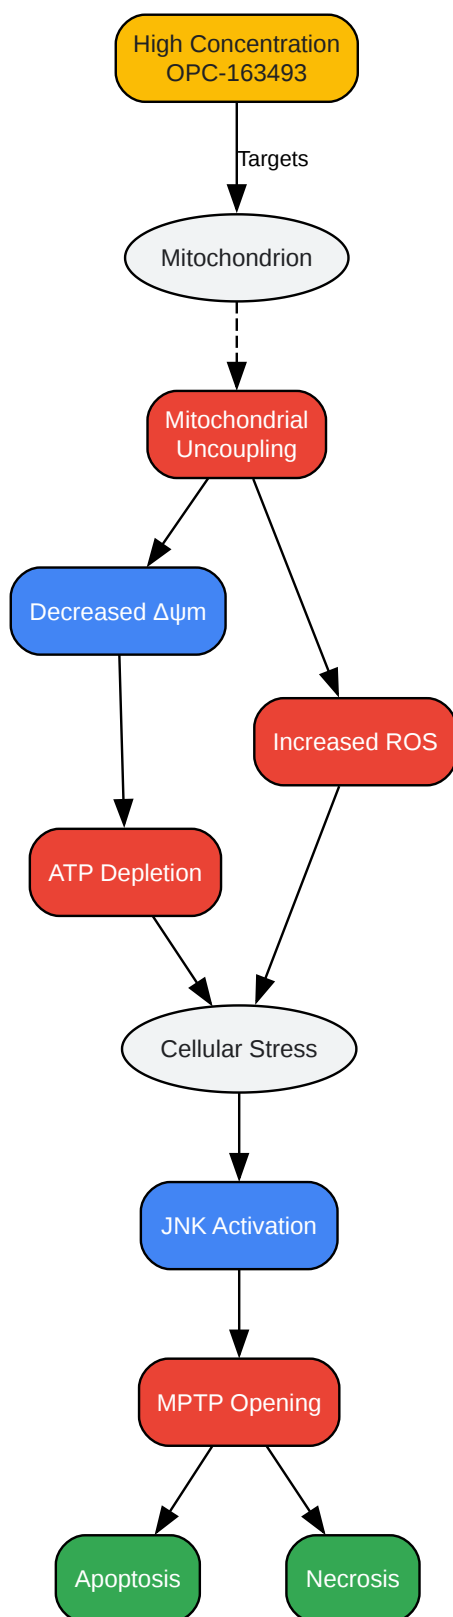 High Concentration
OPC-163493
Targets
Mitochondrion
Mitochondrial
Uncoupling
Decreased Δψm
Increased ROS
ATP Depletion
Cellular Stress
JNK Activation
MPTP Opening
Apoptosis
Necrosis